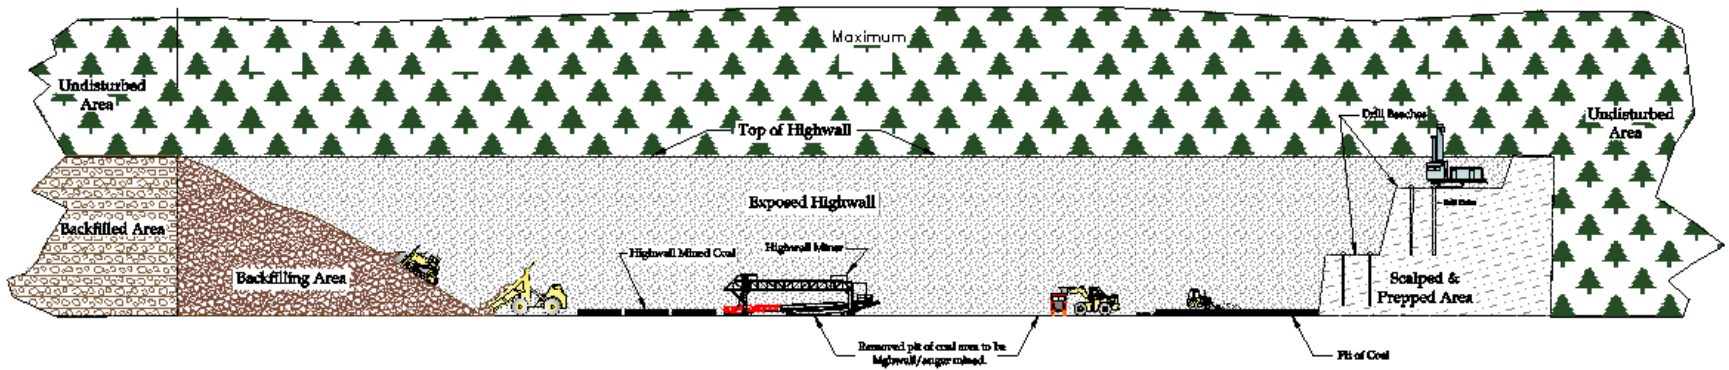 Maximum
Undisturbed
Area
Top of Highwall
Drill Benches
Undisturbed
Area
Exposed Highwall
Backfilled Area
Highwall Mined Coal
Highwall Miner
Backfilling Area
Scalped &
Prepped Area
Removed pit of coal area to be
highwall/auger mined.
Pit of Coal